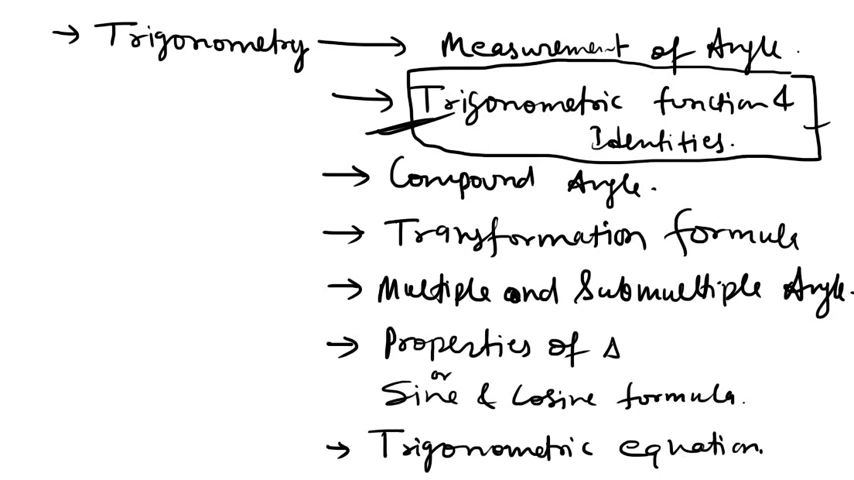 → Trigonometry → Measurement of Angle.
→ Trigonometric function &
Identities.
→ Compound Angle.
→ Transformation formula
→ Multiple and Submultiple Angle.
→ Properties of Δ
or
Sine & Cosine formula.
→ Trigonometric equation.